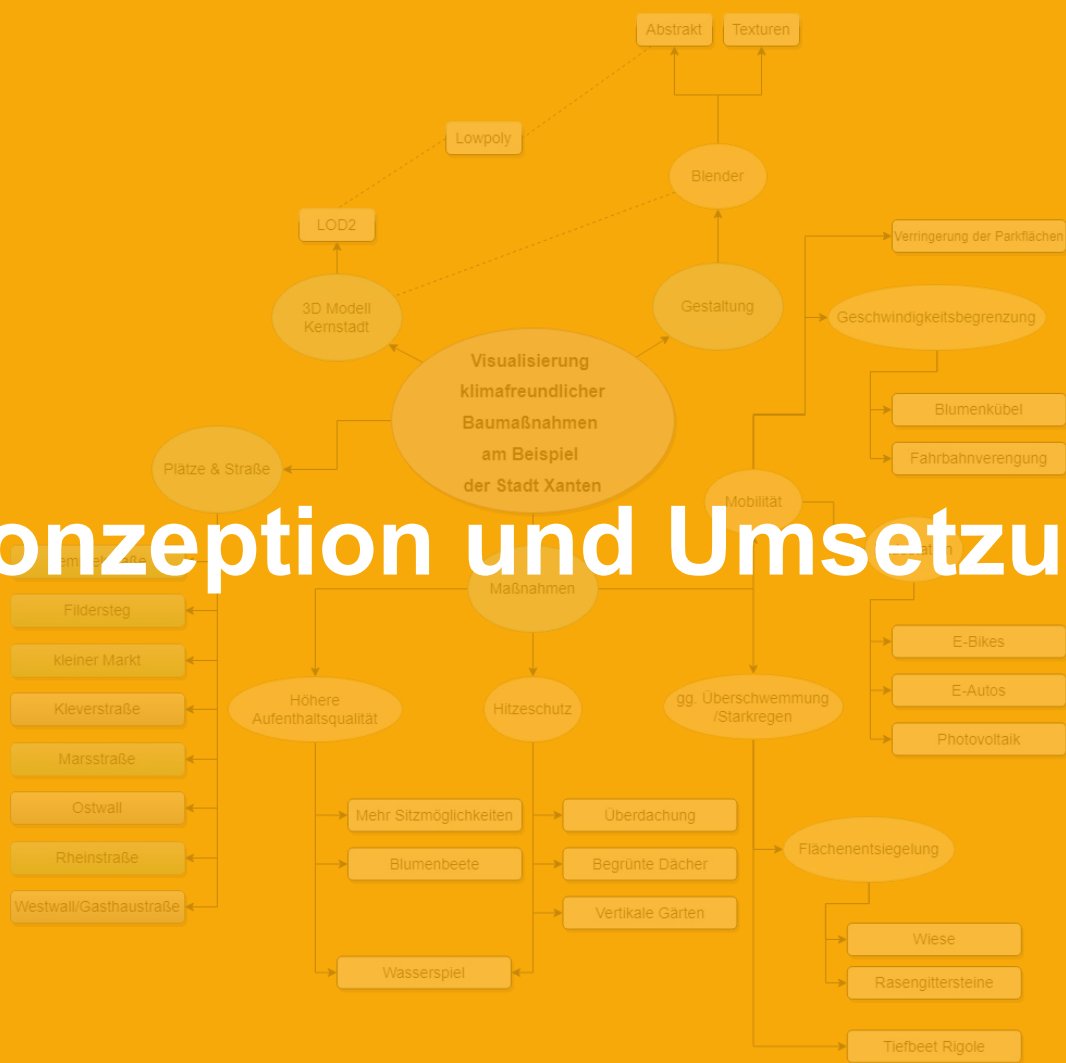 Abstrakt
Texturen
Lowpoly
Blender
LOD2
Verringerung der Parkflächen
3D Modell
Kernstadt
Gestaltung
Geschwindigkeitsbegrenzung
Visualisierung
klimafreundlicher
Baumaßnahmen
am Beispiel
der Stadt Xanten
Blumenkübel
Fahrbahnverengung
Plätze & Straße
Mobilität
onzeption und Umsetzu
Maßnahmen
Fildersteg
kleiner Markt
Kleverstraße
Marsstraße
Ostwall
Rheinstraße
Westwall/Gasthaustraße
Höhere
Aufenthaltsqualität
Hitzeschutz
gg. Überschwemmung
/Starkregen
E-Bikes
E-Autos
Photovoltaik
Mehr Sitzmöglichkeiten
Blumenbeete
Überdachung
Begrünte Dächer
Vertikale Gärten
Wasserspiel
Flächenentsiegelung
Wiese
Rasengittersteine
Tiefbeet Rigole